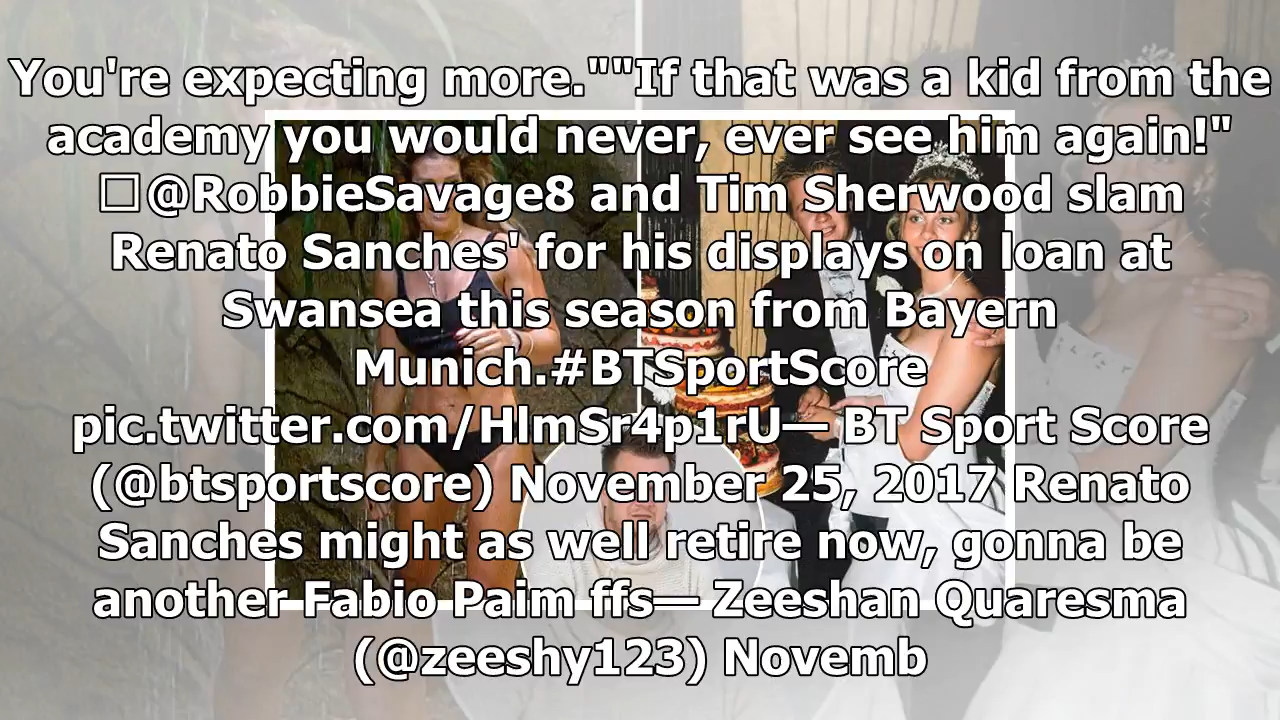 You're expecting more.""If that was a kid from the
academy you would never, ever see him again!"
□@RobbieSavage8 and Tim Sherwood slam
Renato Sanches' for his displays on loan at
Swansea this season from Bayern
Munich.#BTSportScore
pic.twitter.com/HlmSr4p1rU— BT Sport Score
(@btsportscore) November 25, 2017 Renato
Sanches might as well retire now, gonna be
another Fabio Paim ffs— Zeeshan Quaresma
(@zeeshy123) Novemb